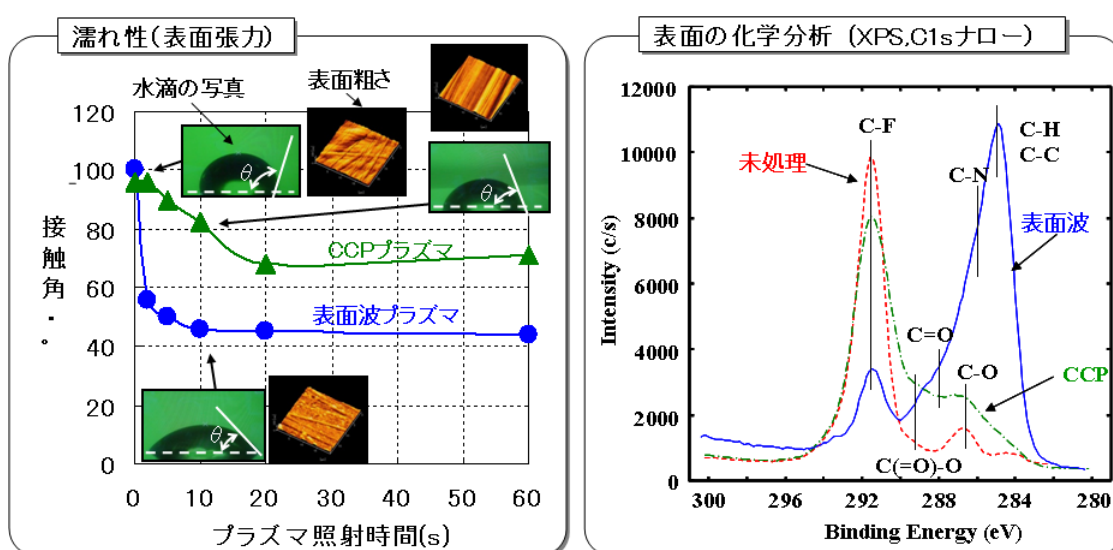 濡れ性(表面張力)
水滴の写真
表面粗さ
120
100
80
60
40
20
0
接触角・。
θ
θ
θ
CCPプラズマ
表面波プラズマ
0 10 20 30 40 50 60
プラズマ照射時間(s)
表面の化学分析 (XPS,C1sナロー)
12000
10000
8000
6000
4000
2000
0
Intensity (c/s)
C-F
未処理
C-N
C-H
C-C
表面波
C=O
C-O
CCP
C(=O)-O
300 296 292 288 284 280
Binding Energy (eV)